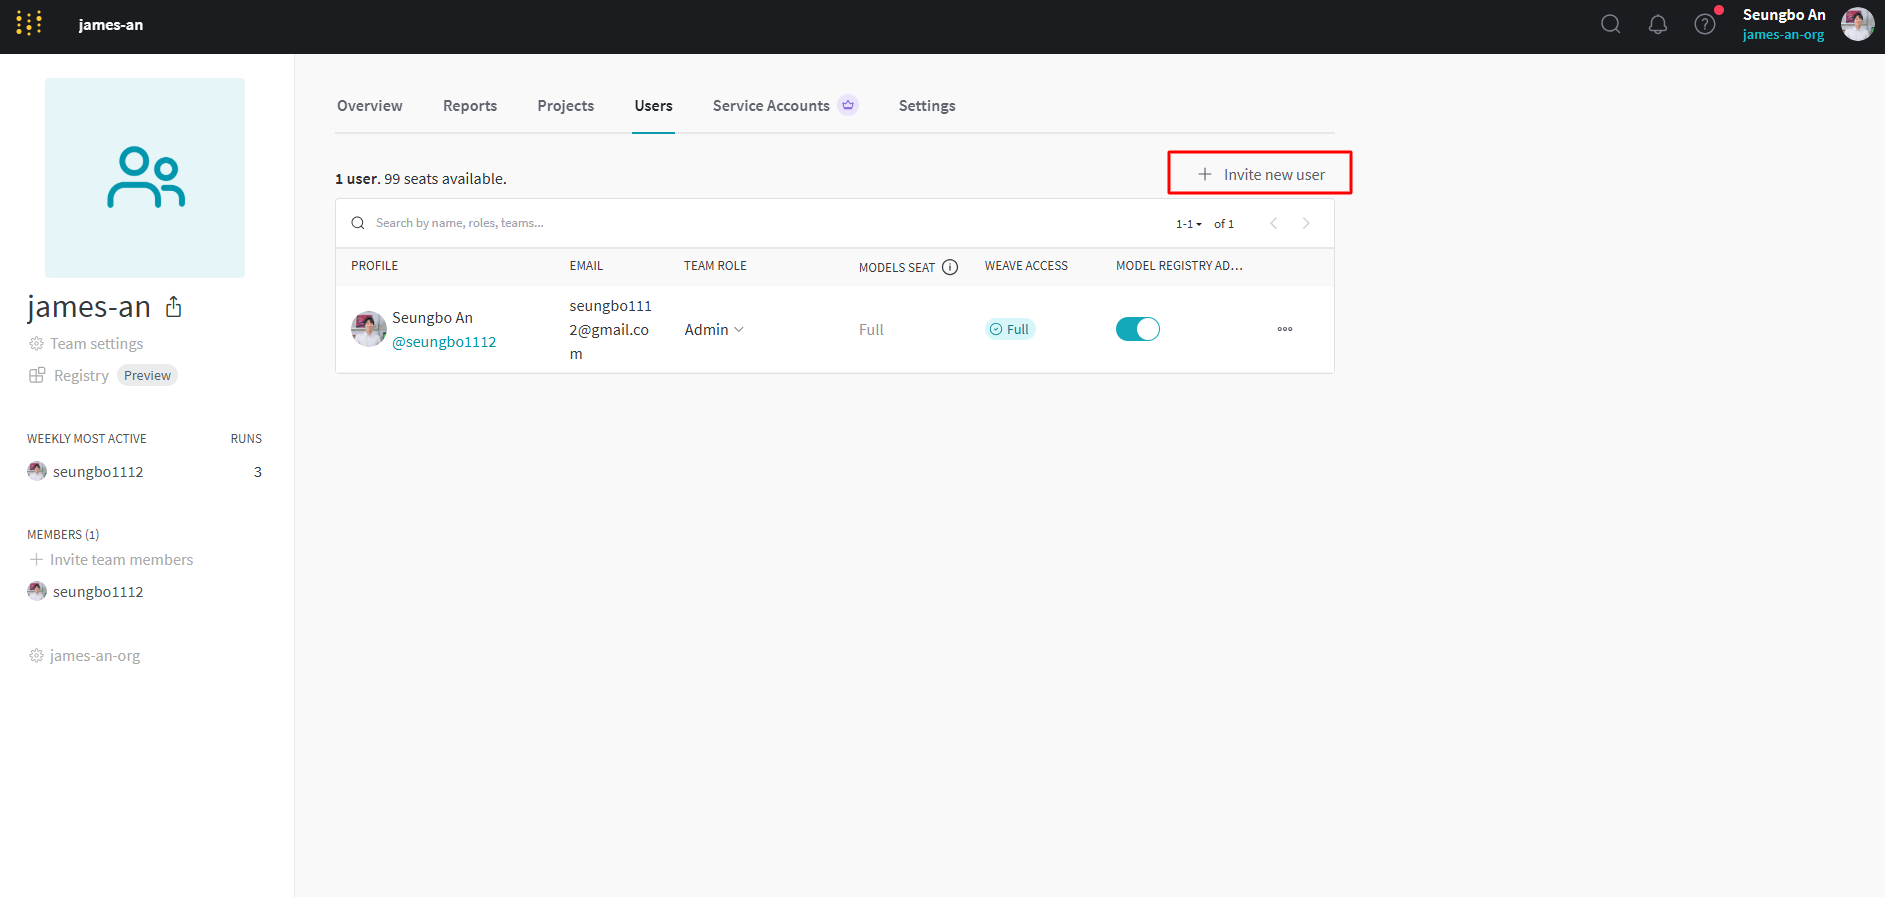 james-an
Seungbo An
james-an-org
Overview Reports Projects Users Service Accounts Settings
1 user. 99 seats available.
Invite new user
Search by name, roles, teams...
1-1 of 1
PROFILE EMAIL TEAM ROLE MODELS SEAT WEAVE ACCESS MODEL REGISTRY AD...
Seungbo An
@seungbo1112
seungbo111
2@gmail.co
m
Admin
Full
Full
james-an
Team settings
Registry Preview
WEEKLY MOST ACTIVE RUNS
seungbo1112 3
MEMBERS (1)
Invite team members
seungbo1112
james-an-org